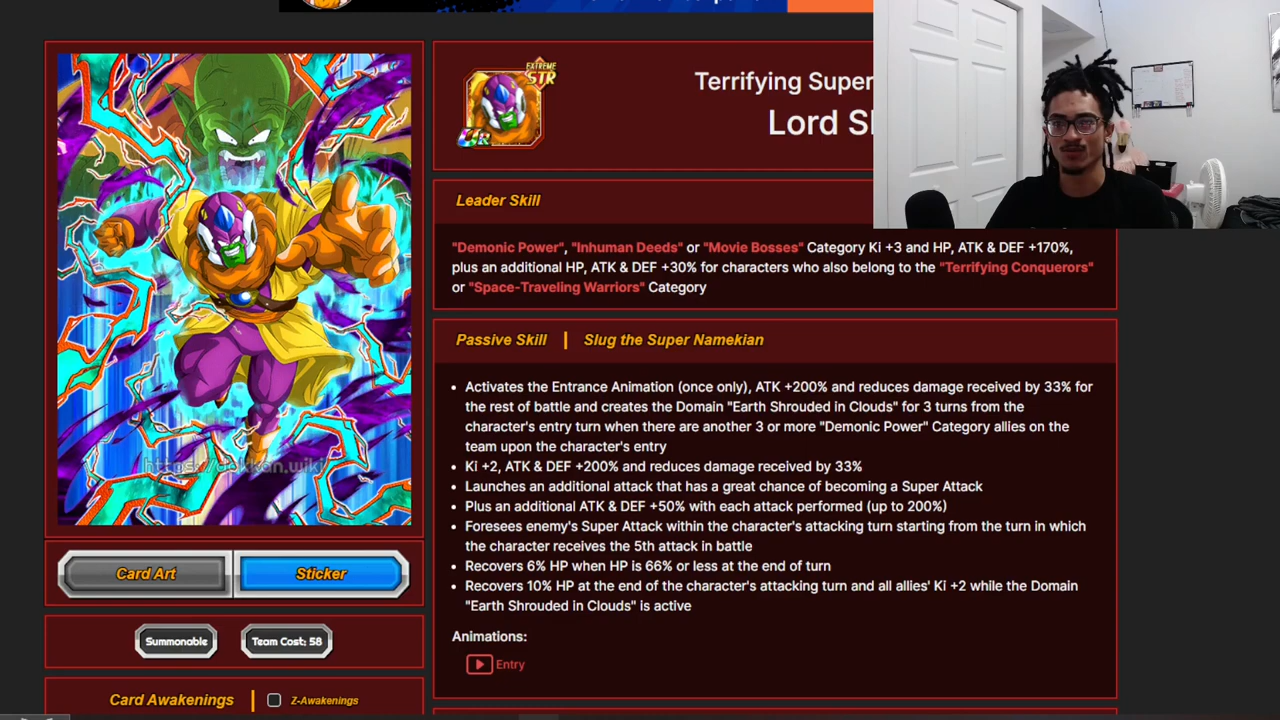 EXTREME
STR
UR
Terrifying Super
Lord Sl
Leader Skill
"Demonic Power", "Inhuman Deeds" or "Movie Bosses" Category Ki +3 and HP, ATK & DEF +170%,
plus an additional HP, ATK & DEF +30% for characters who also belong to the "Terrifying Conquerors"
or "Space-Traveling Warriors" Category
Passive Skill | Slug the Super Namekian
• Activates the Entrance Animation (once only), ATK +200% and reduces damage received by 33% for
the rest of battle and creates the Domain "Earth Shrouded in Clouds" for 3 turns from the
character's entry turn when there are another 3 or more "Demonic Power" Category allies on the
team upon the character's entry
• Ki +2, ATK & DEF +200% and reduces damage received by 33%
• Launches an additional attack that has a great chance of becoming a Super Attack
• Plus an additional ATK & DEF +50% with each attack performed (up to 200%)
• Foresees enemy's Super Attack within the character's attacking turn starting from the turn in which
the character receives the 5th attack in battle
• Recovers 6% HP when HP is 66% or less at the end of turn
• Recovers 10% HP at the end of the character's attacking turn and all allies' Ki +2 while the Domain
"Earth Shrouded in Clouds" is active
Animations:
Entry
https://dokkan.wiki
Card Art
Sticker
Summonable
Team Cost: 58
Card Awakenings | Z-Awakenings